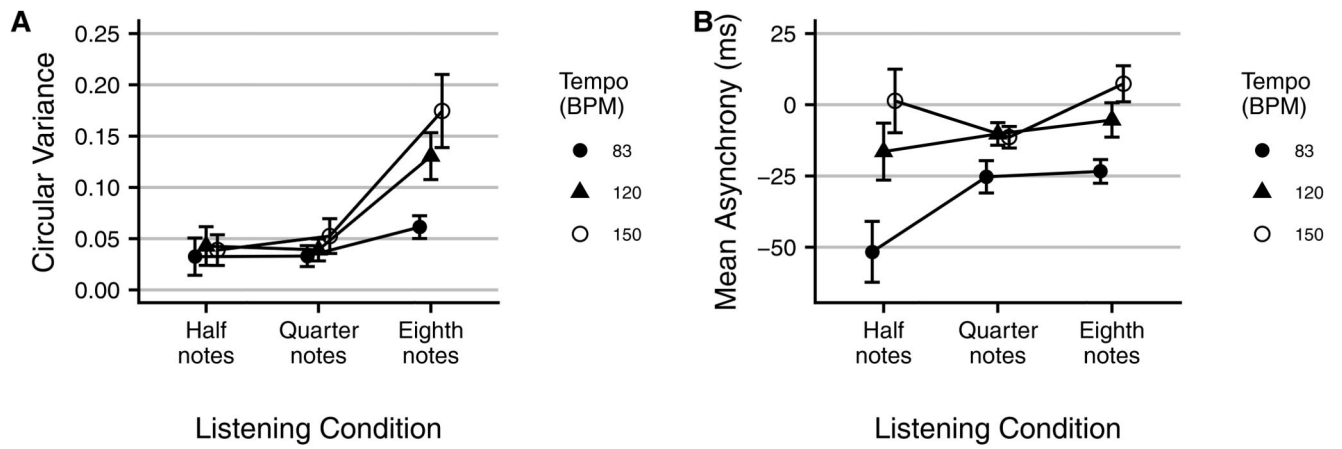 A
Circular Variance
0.25
0.20
0.15
0.10
0.05
0.00
Half
notes
Quarter
notes
Eighth
notes
Listening Condition
Tempo
(BPM)
83
120
150
B
Mean Asynchrony (ms)
25
0
−25
−50
Half
notes
Quarter
notes
Eighth
notes
Listening Condition
Tempo
(BPM)
83
120
150